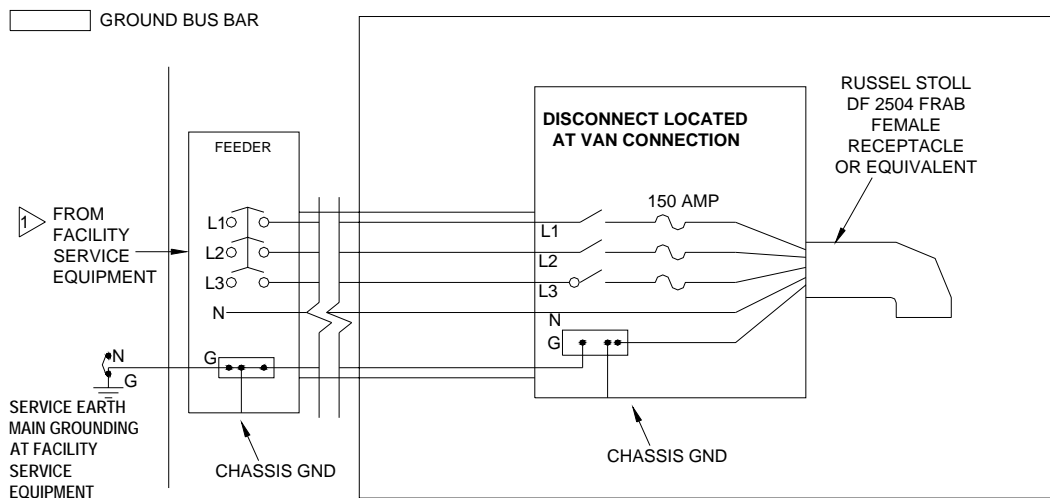 GROUND BUS BAR
RUSSEL STOLL
DF 2504 FRAB
FEMALE
RECEPTACLE
OR EQUIVALENT
DISCONNECT LOCATED
AT VAN CONNECTION
FEEDER
150 AMP
1
FROM
FACILITY
SERVICE
EQUIPMENT
L1
L2
L3
N
G
L1
L2
L3
N
G
N
G
SERVICE EARTH
MAIN GROUNDING
AT FACILITY
SERVICE
EQUIPMENT
CHASSIS GND
CHASSIS GND